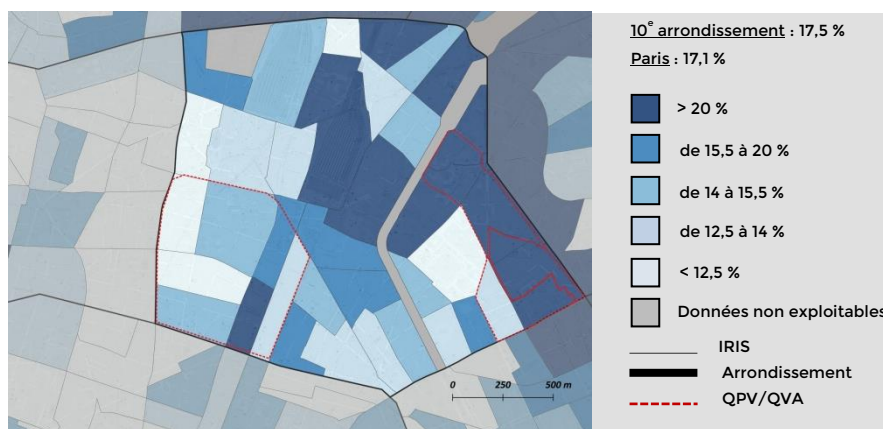 10e arrondissement : 17,5 %
Paris : 17,1 %
> 20 %
de 15,5 à 20 %
de 14 à 15,5 %
de 12,5 à 14 %
< 12,5 %
Données non exploitables
IRIS
Arrondissement
QPV/QVA
0 250 500 m